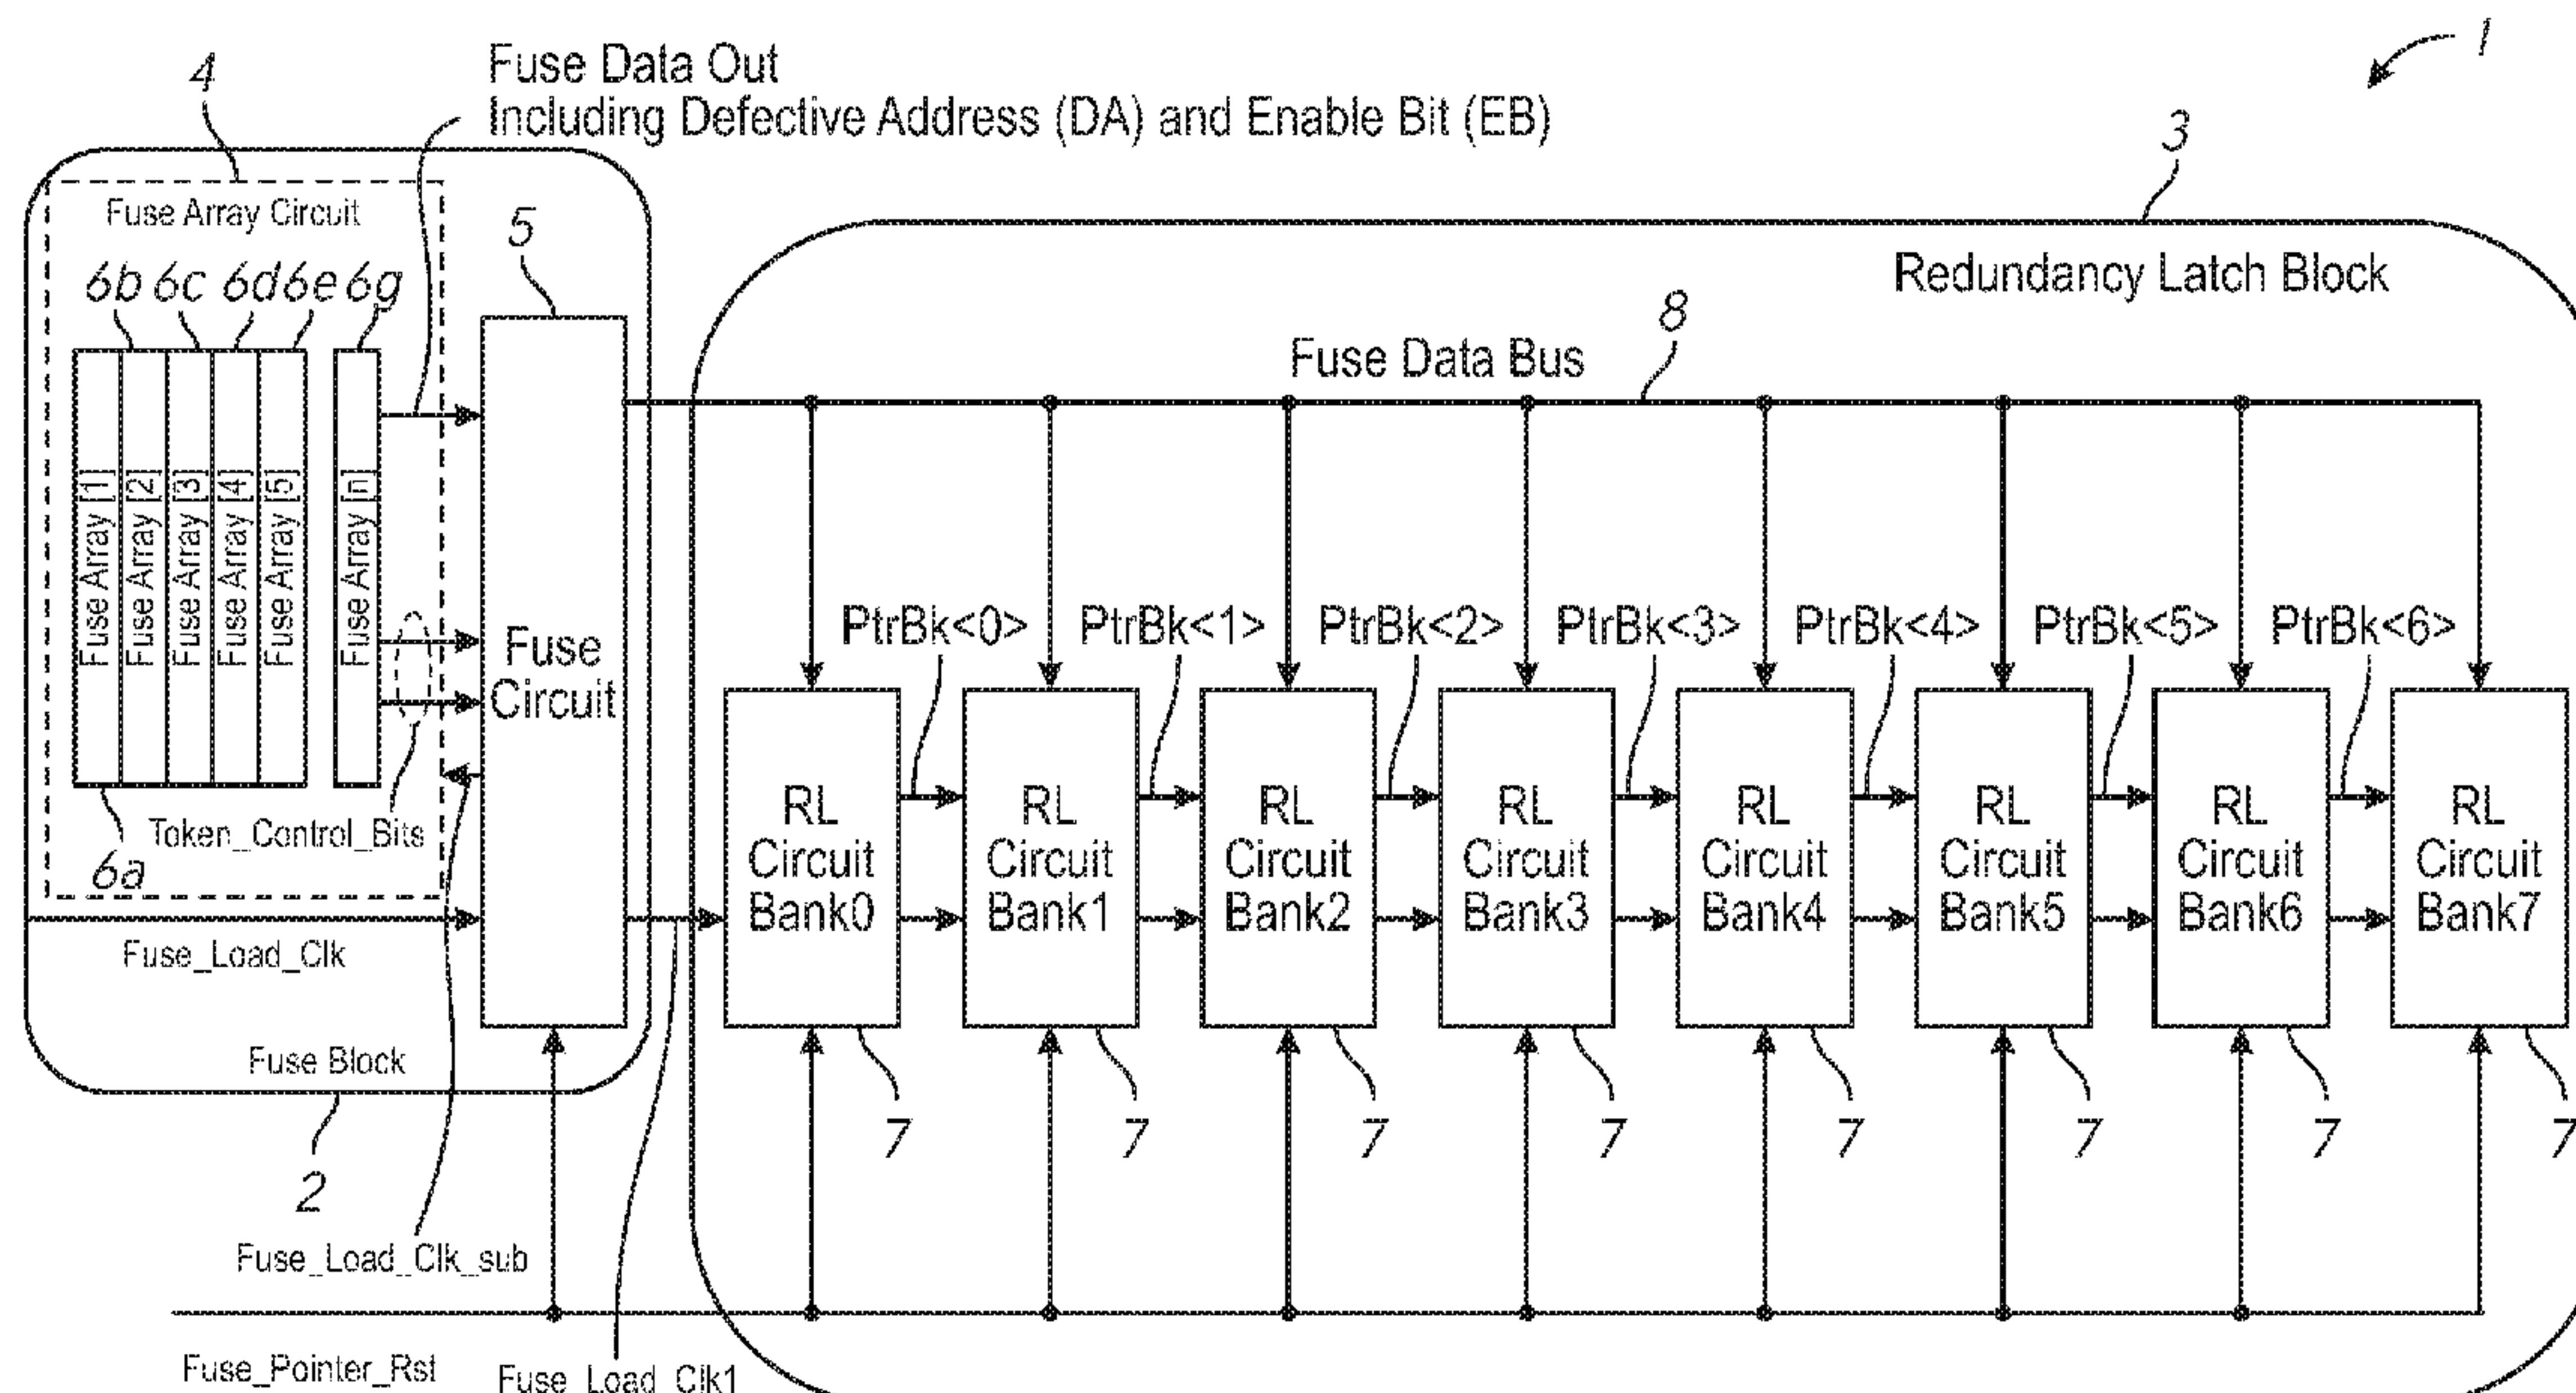 1
4
Fuse Data Out
Including Defective Address (DA) and Enable Bit (EB)
3
Fuse Array Circuit
5
6b 6c 6d 6e 6g
Redundancy Latch Block
8
Fuse Data Bus
Fuse Array [1]
Fuse Array [2]
Fuse Array [3]
Fuse Array [4]
Fuse Array [5]
Fuse Array [n]
Fuse
Circuit
PtrBk<0>
PtrBk<1>
PtrBk<2>
PtrBk<3>
PtrBk<4>
PtrBk<5>
PtrBk<6>
RL
Circuit
Bank0
RL
Circuit
Bank1
RL
Circuit
Bank2
RL
Circuit
Bank3
RL
Circuit
Bank4
RL
Circuit
Bank5
RL
Circuit
Bank6
RL
Circuit
Bank7
Token_Control_Bits
6a
Fuse_Load_Clk
Fuse Block
7
7
7
7
7
7
7
7
2
Fuse_Load_Clk_sub
Fuse_Pointer_Rst
Fuse_Load_Clk1